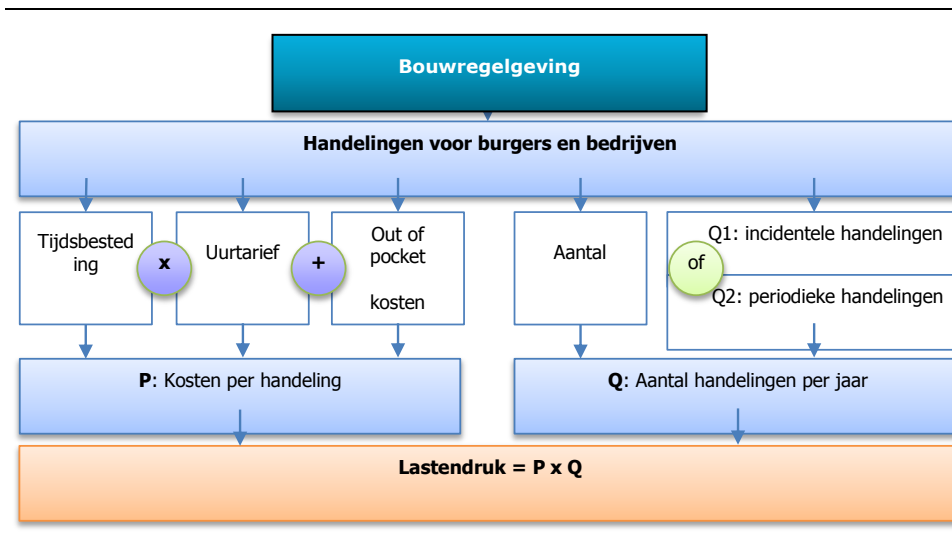 Bouwregelgeving
Handelingen voor burgers en bedrijven
Tijdsbested
ing
x
Uurtarief
+
Out of
pocket
kosten
Aantal
Q1: incidentele handelingen
of
Q2: periodieke handelingen
P: Kosten per handeling
Q: Aantal handelingen per jaar
Lastendruk = P x Q